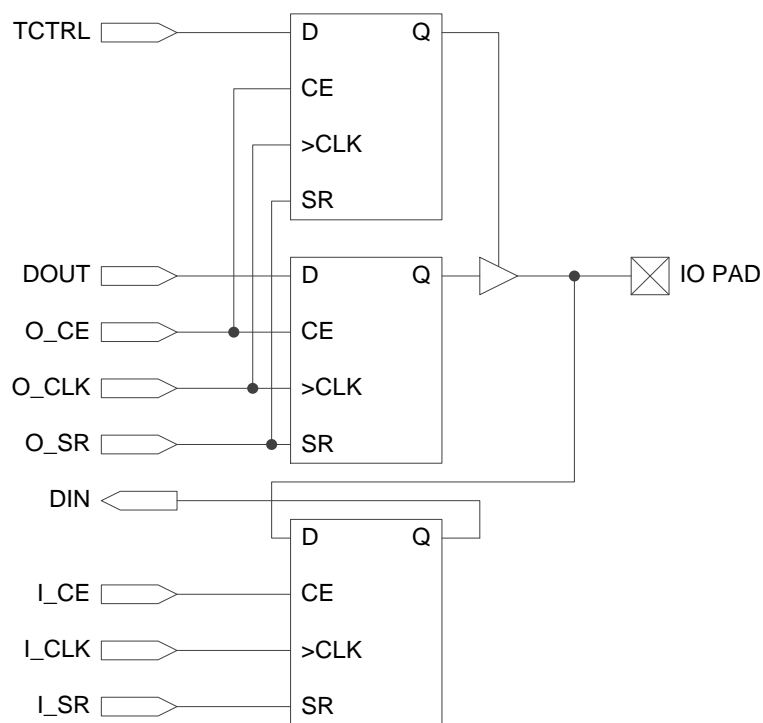 TCTRL D Q
CE
>CLK
SR
DOUT D Q IO PAD
O_CE CE
O_CLK >CLK
O_SR SR
DIN
D Q
I_CE CE
I_CLK >CLK
I_SR SR